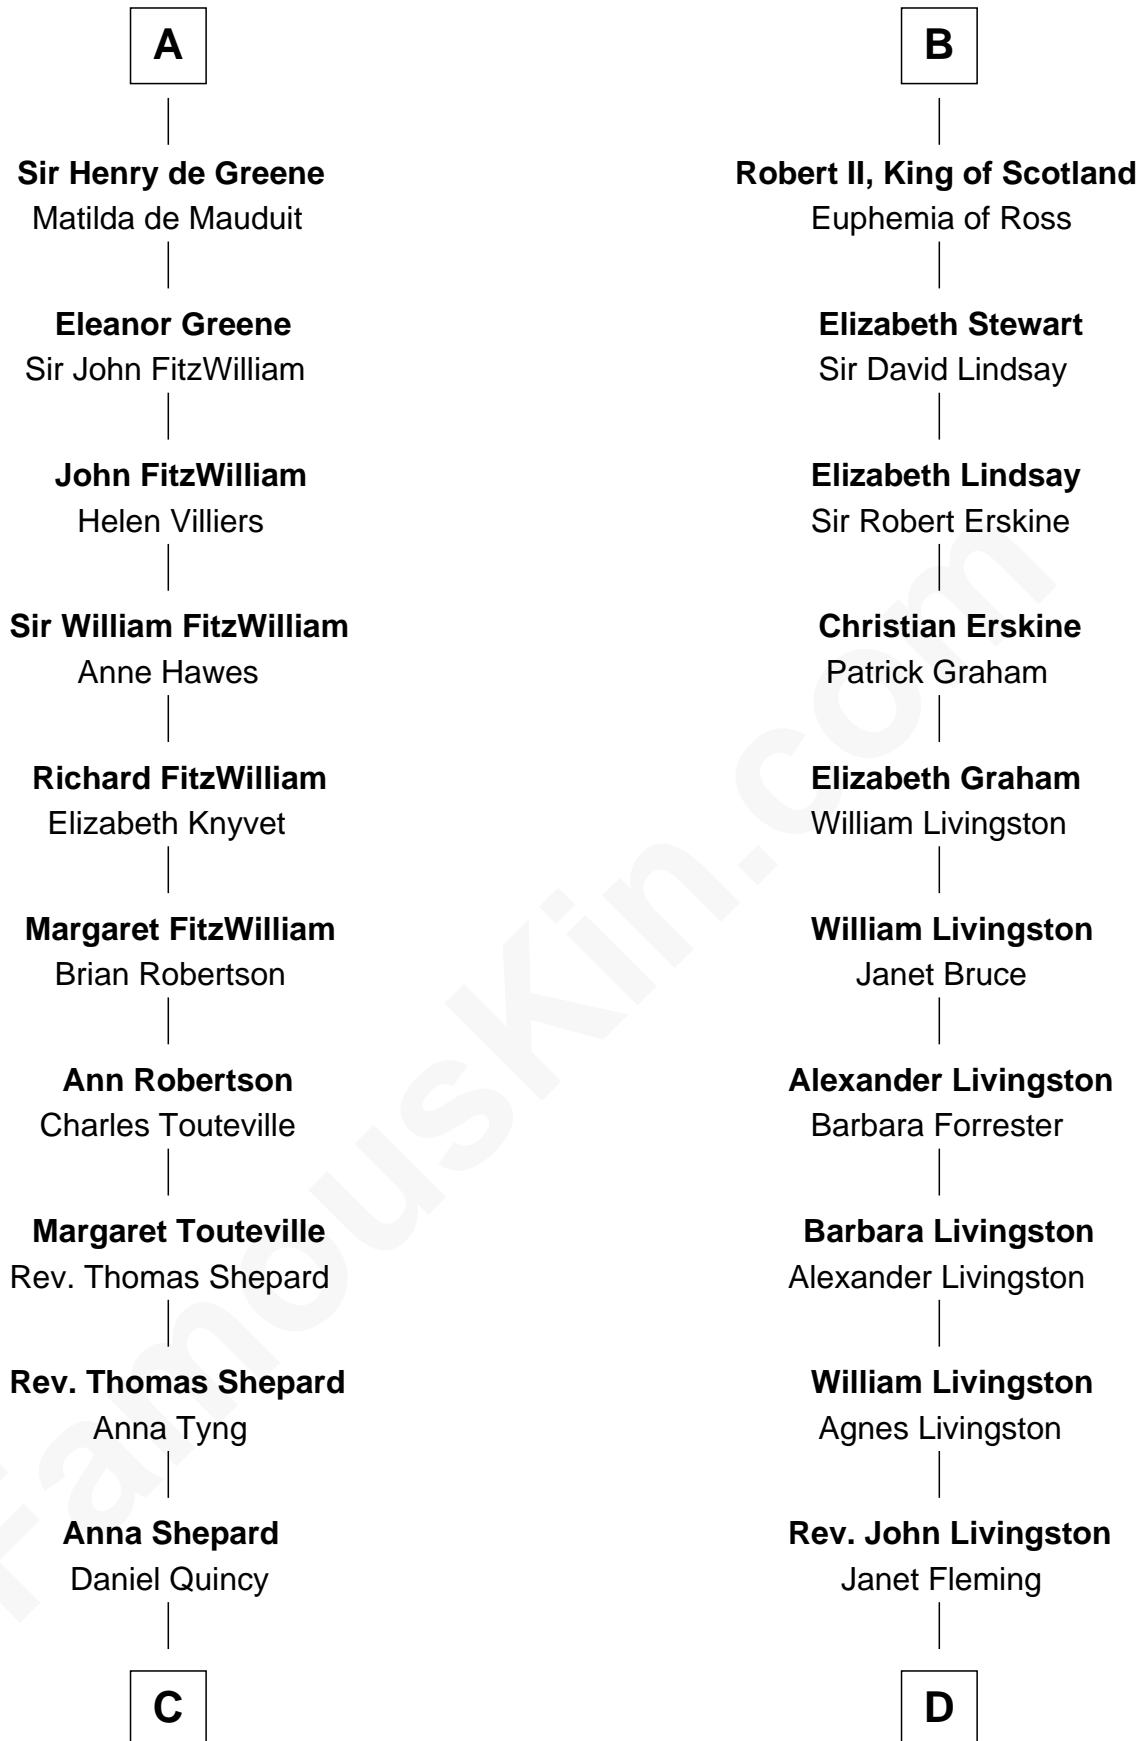 A
Sir Henry de Greene
Matilda de Mauduit
Eleanor Greene
Sir John FitzWilliam
John FitzWilliam
Helen Villiers
Sir William FitzWilliam
Anne Hawes
Richard FitzWilliam
Elizabeth Knyvet
Margaret FitzWilliam
Brian Robertson
Ann Robertson
Charles Touteville
Margaret Touteville
Rev. Thomas Shepard
Rev. Thomas Shepard
Anna Tyng
Anna Shepard
Daniel Quincy
C
B
Robert II, King of Scotland
Euphemia of Ross
Elizabeth Stewart
Sir David Lindsay
Elizabeth Lindsay
Sir Robert Erskine
Christian Erskine
Patrick Graham
Elizabeth Graham
William Livingston
William Livingston
Janet Bruce
Alexander Livingston
Barbara Forrester
Barbara Livingston
Alexander Livingston
William Livingston
Agnes Livingston
Rev. John Livingston
Janet Fleming
D
FamousKin.com